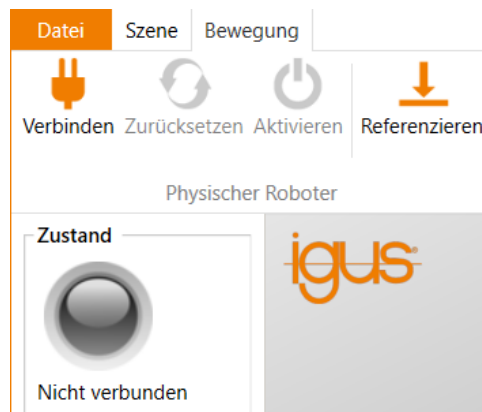 Datei Szene Bewegung
Verbinden Zurücksetzen Aktivieren Referenzieren
Physischer Roboter
Zustand
igus®
Nicht verbunden